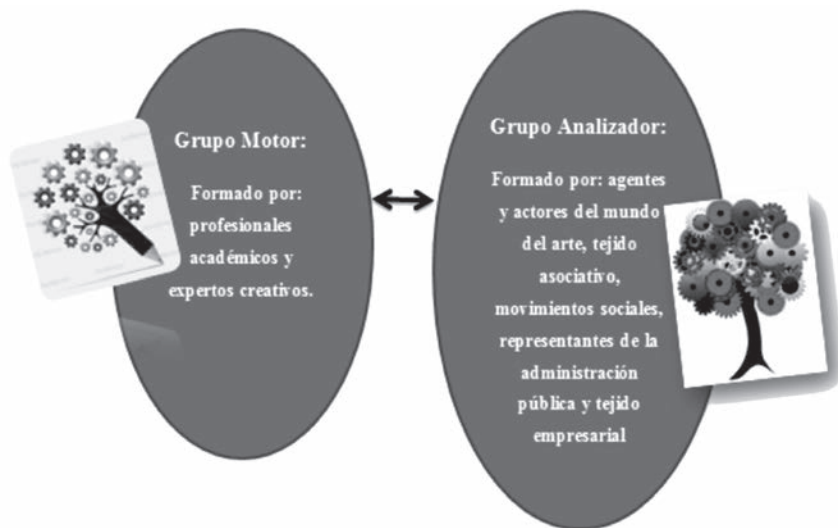 Grupo Motor:
Formado por:
profesionales
académicos y
expertos creativos.
Grupo Analizador:
Formado por: agentes
y actores del mundo
del arte, tejido
asociativo,
movimientos sociales,
representantes de la
administración
pública y tejido
empresarial